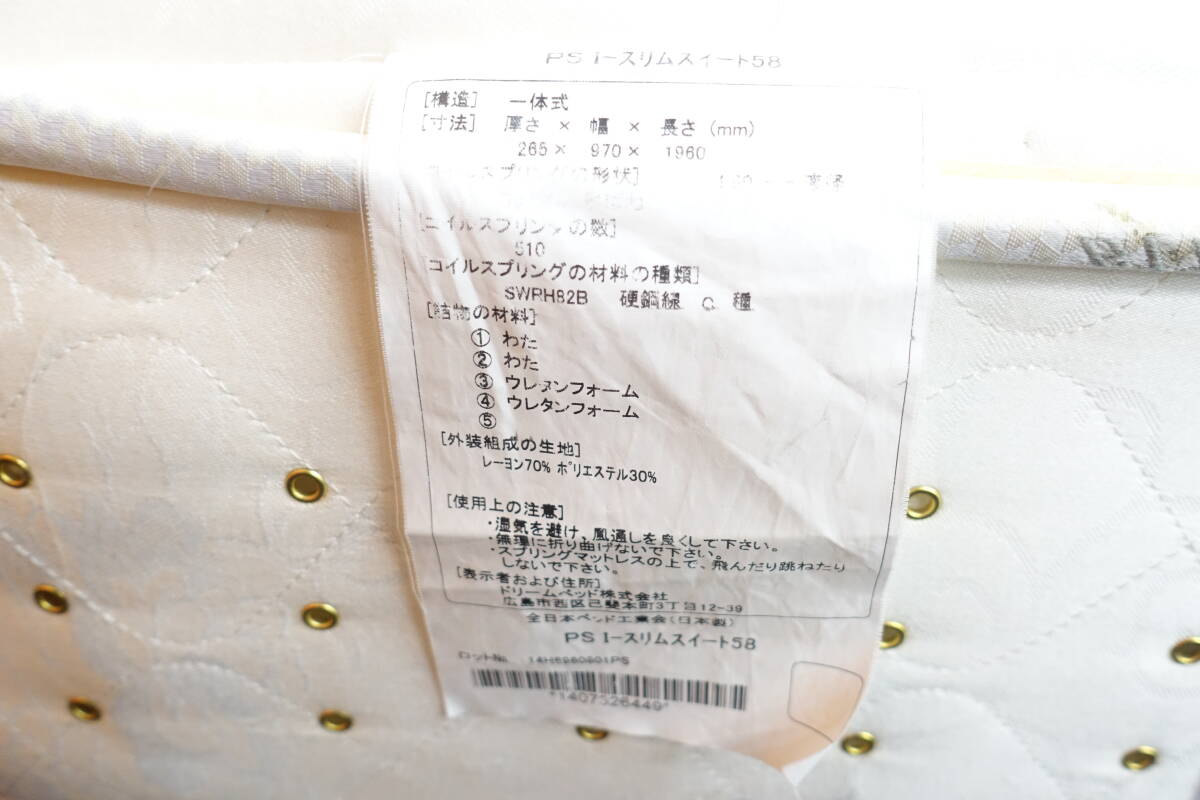 PS I-スリムスイート58
[構造] 一体式
[寸法] 厚さ × 幅 × 長さ (mm)
265 × 970 × 1960
コイルスプリングの形状]
[コイルスプリングの数]
510
[コイルスプリングの材料の種類]
SWRH82B 硬鋼線 C 種
[詰物の材料]
① わた
② わた
③ ウレタンフォーム
④ ウレタンフォーム
⑤
[外装組成の生地]
レーヨン70% ポリエステル30%
[使用上の注意]
・湿気を避け、風通しを良くして下さい。
・無理に折り曲げないで下さい。
・スプリングマットレスの上で、飛んだり跳ねたり
しないで下さい。
[表示者および住所]
ドリームベッド株式会社
広島市西区己斐本町3丁目12-39
全日本ベッド工業会(日本製)
PS I-スリムスイート58
ロットNo.
*1407526449*